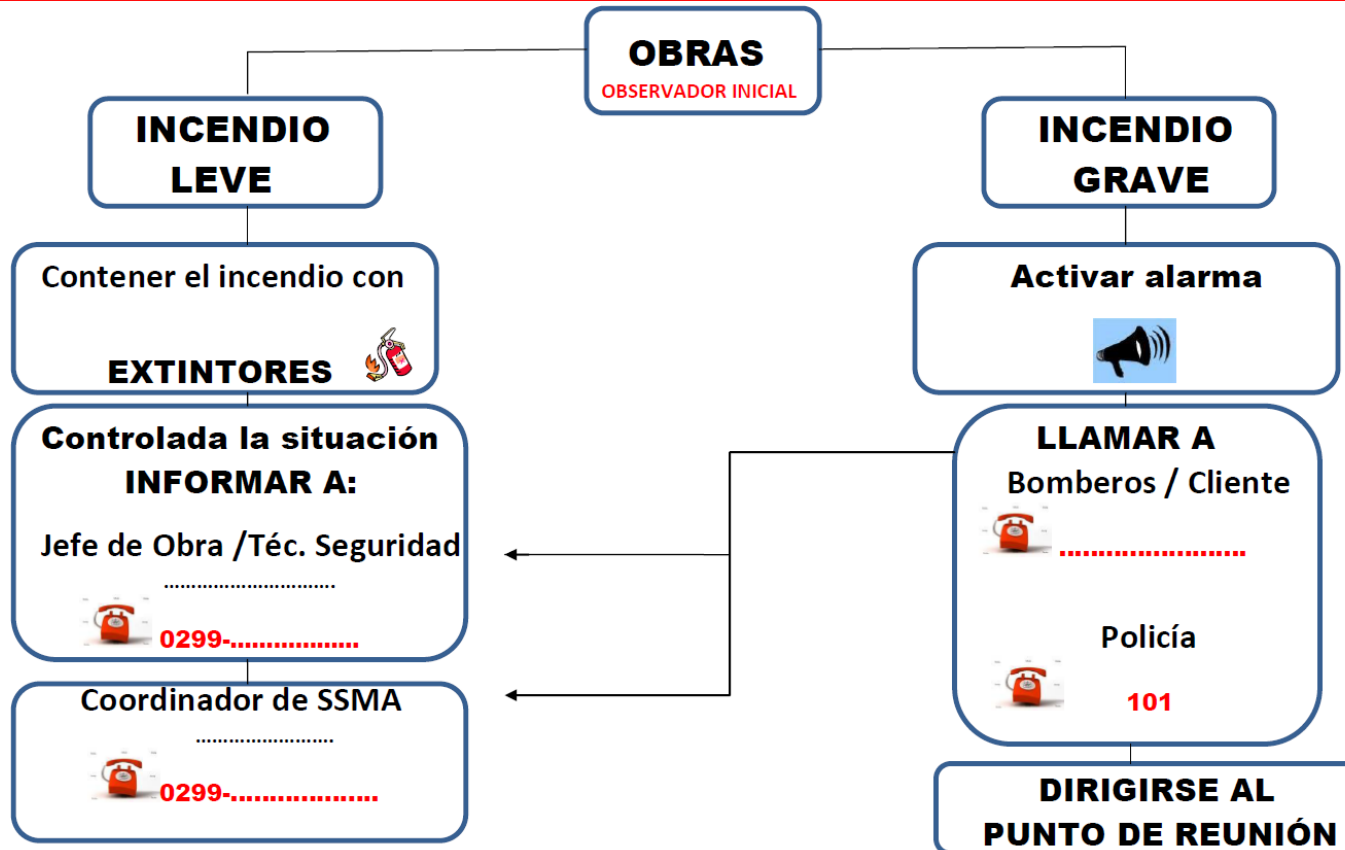 OBRAS
OBSERVADOR INICIAL
INCENDIO
LEVE
Contener el incendio con
EXTINTORES
Controlada la situación
INFORMAR A:
Jefe de Obra /Téc. Seguridad
................................
0299-...................
Coordinador de SSMA
.........................
0299-....................
INCENDIO
GRAVE
Activar alarma
LLAMAR A
Bomberos / Cliente
........................
Policía
101
DIRIGIRSE AL
PUNTO DE REUNIÓN